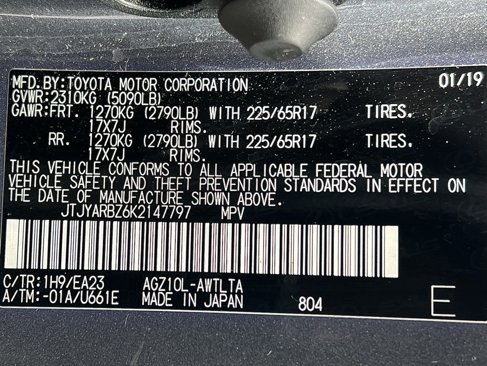 MFD.BY:TOYOTA MOTOR CORPORATION 01/19
GVWR:2310KG (5090LB)
GAWR:FRT. 1270KG (2790LB) WITH 225/65R17 TIRES.
17X7J RIMS.
RR. 1270KG (2790LB) WITH 225/65R17 TIRES.
17X7J RIMS.
THIS VEHICLE CONFORMS TO ALL APPLICABLE FEDERAL MOTOR
VEHICLE SAFETY AND THEFT PREVENTION STANDARDS IN EFFECT ON
THE DATE OF MANUFACTURE SHOWN ABOVE.
JTJYARBZ6K2147797 MPV
C/TR:1H9/EA23 AGZ10L-AWTLTA
A/TM:-01A/U661E MADE IN JAPAN 804 E